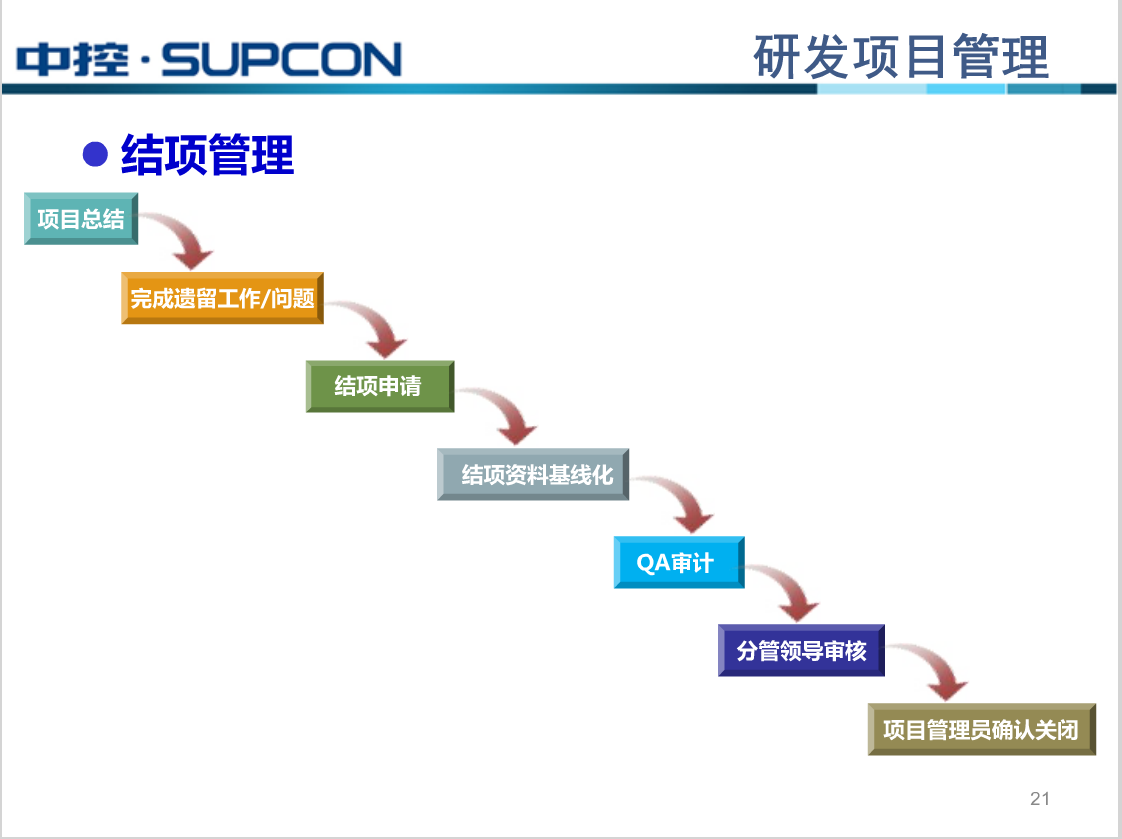 中控·SUPCON
研发项目管理
结项管理
项目总结
完成遗留工作/问题
结项申请
结项资料基线化
QA审计
分管领导审核
项目管理员确认关闭
21